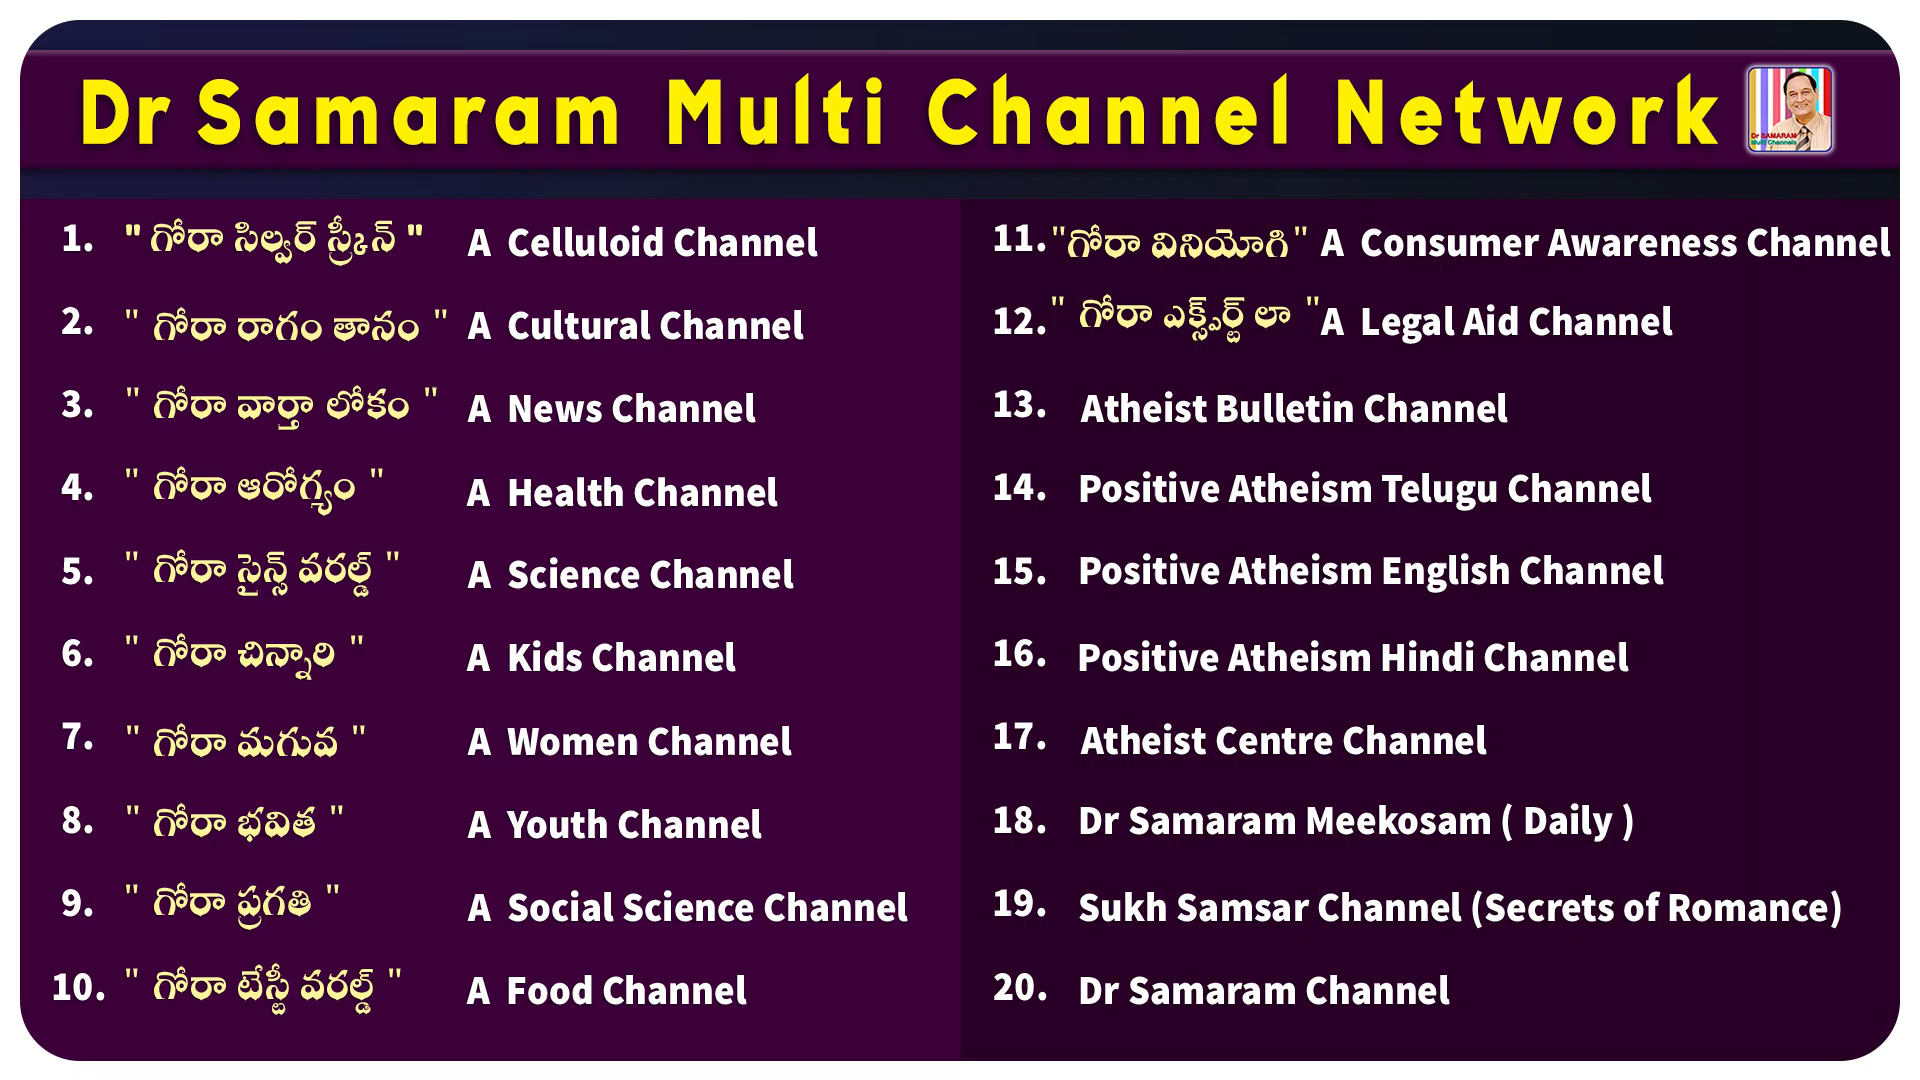 Dr Samaram Multi Channel Network
Dr SAMARAM
Multi Channels
1. " గోరా సిల్వర్ స్క్రీన్ " A Celluloid Channel
2. " గోరా రాగం తానం " A Cultural Channel
3. " గోరా వార్తా లోకం " A News Channel
4. " గోరా ఆరోగ్యం " A Health Channel
5. " గోరా సైన్స్ వరల్డ్ " A Science Channel
6. " గోరా చిన్నారి " A Kids Channel
7. " గోరా మగువ " A Women Channel
8. " గోరా భవిత " A Youth Channel
9. " గోరా ప్రగతి " A Social Science Channel
10. " గోరా టేస్టీ వరల్డ్ " A Food Channel
11. "గోరా వినియోగి" A Consumer Awareness Channel
12. " గోరా ఎక్స్పర్ట్ లా " A Legal Aid Channel
13. Atheist Bulletin Channel
14. Positive Atheism Telugu Channel
15. Positive Atheism English Channel
16. Positive Atheism Hindi Channel
17. Atheist Centre Channel
18. Dr Samaram Meekosam ( Daily )
19. Sukh Samsar Channel (Secrets of Romance)
20. Dr Samaram Channel